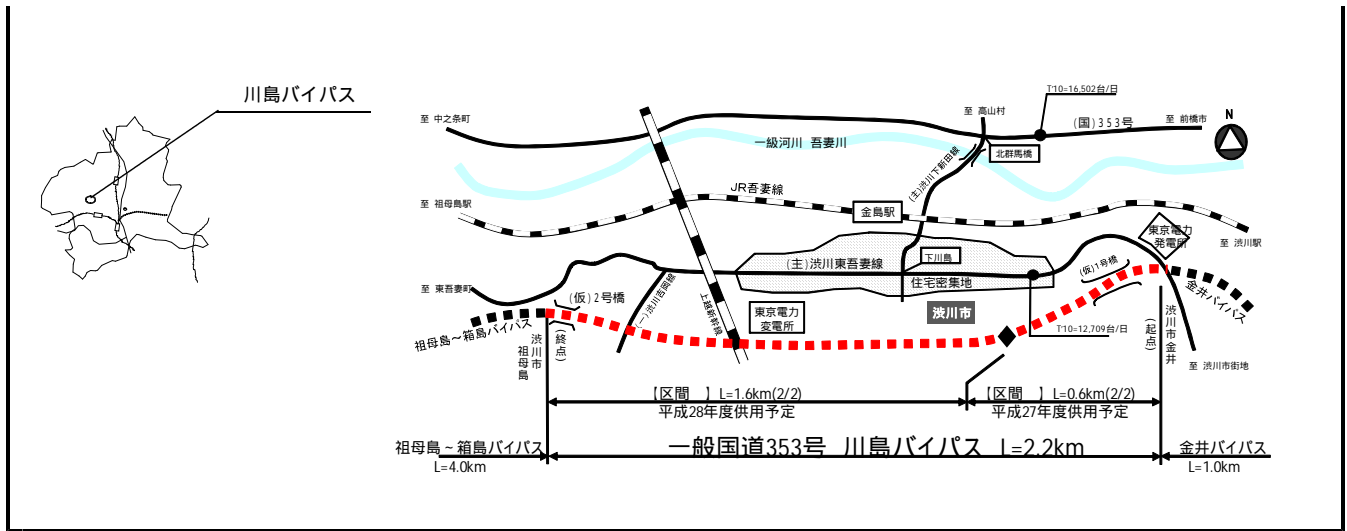 川島バイパス
T'10=16,502台/日
至 中之条町
至 高山村
(国)353号
至 前橋市
N
一級河川 吾妻川
北群馬橋
(主)渋川下新田線
JR吾妻線
至 祖母島駅
金島駅
東京電力
発電所
至 渋川駅
(主)渋川東吾妻線
下川島
住宅密集地
(仮)1号橋
至 東吾妻町
(仮)2号橋
(一)渋川吉岡線
上越新幹線
東京電力
変電所
渋川市
金井バイパス
祖母島~箱島バイパス
T'10=12,709台/日
渋川市
祖母島
(終点)
(起点)
渋川市金井
至 渋川市街地
【区間 】L=1.6km(2/2)
平成28年度供用予定
【区間 】L=0.6km(2/2)
平成27年度供用予定
祖母島~箱島バイパス
L=4.0km
一般国道353号 川島バイパス L=2.2km
金井バイパス
L=1.0km